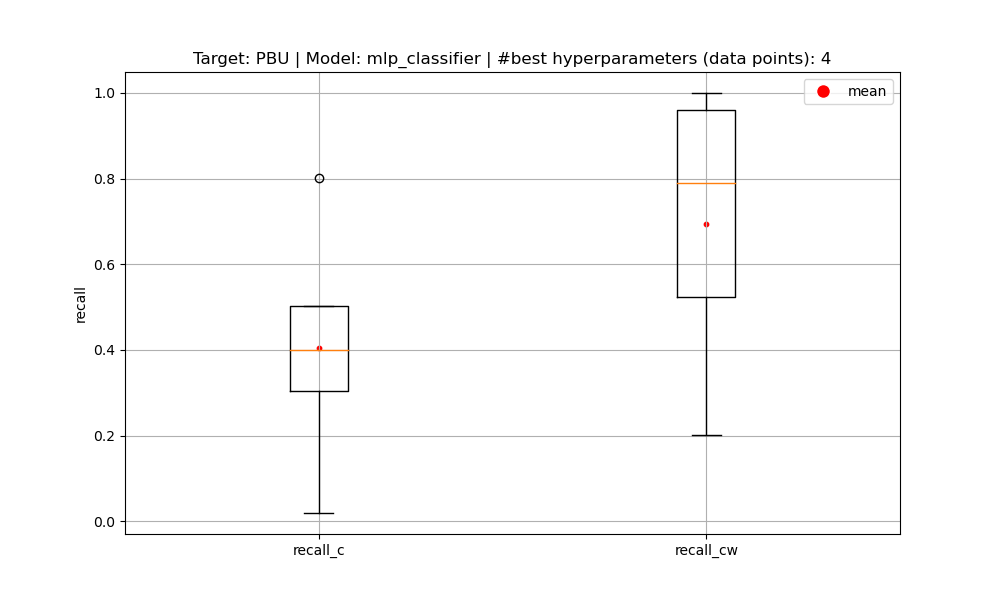 Target: PBU | Model: mlp_classifier | #best hyperparameters (data points): 4
mean
1.0
0.8
0.6
0.4
0.2
0.0
recall
recall_c
recall_cw